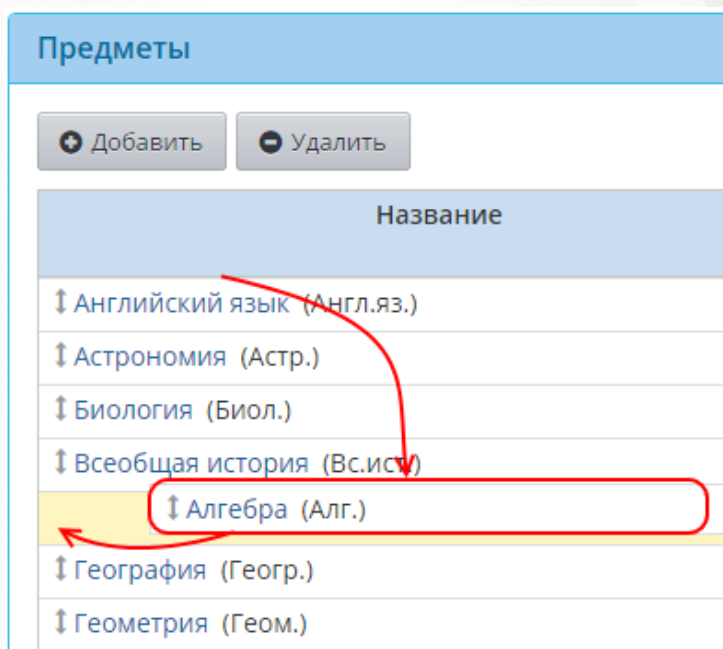 Предметы
Добавить Удалить
Название
Английский язык (Англ.яз.)
Астрономия (Астр.)
Биология (Биол.)
Всеобщая история (Вс.ист.)
Алгебра (Алг.)
География (Геогр.)
Геометрия (Геом.)